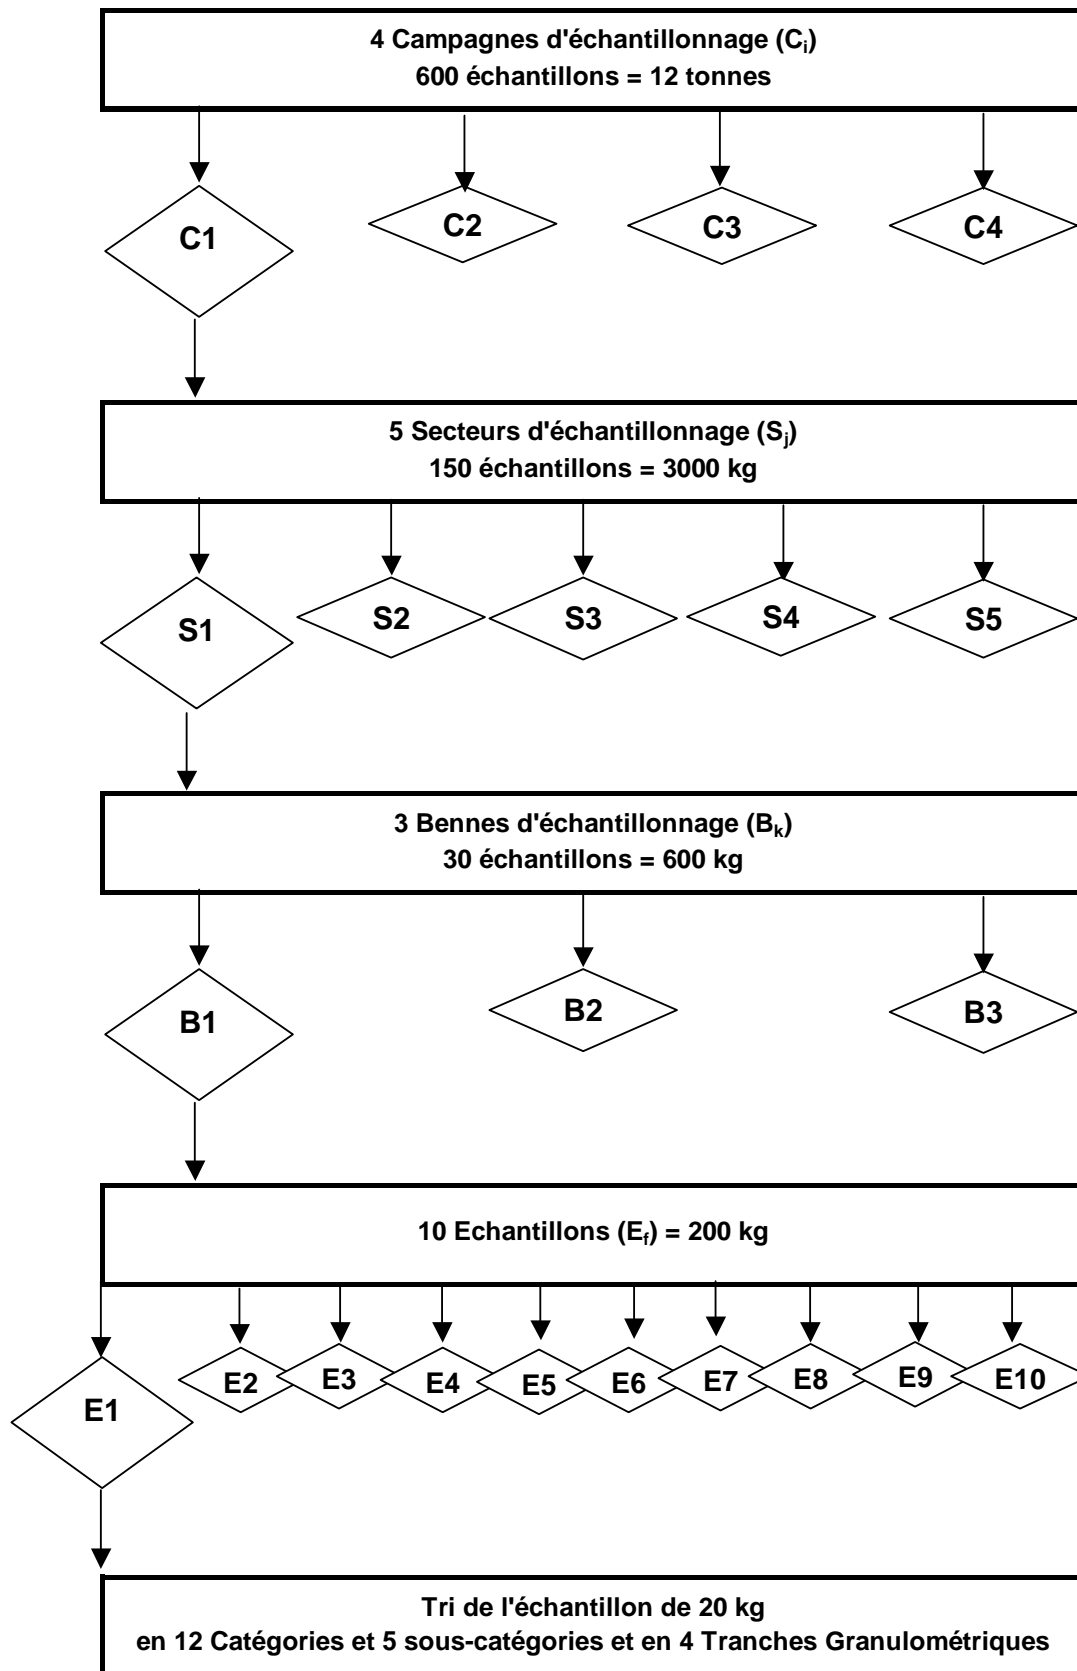 4 Campagnes d'échantillonnage (Ci)
600 échantillons = 12 tonnes
C1
C2
C3
C4
5 Secteurs d'échantillonnage (Sj)
150 échantillons = 3000 kg
S1
S2
S3
S4
S5
3 Bennes d'échantillonnage (Bk)
30 échantillons = 600 kg
B1
B2
B3
10 Echantillons (Ef) = 200 kg
E1
E2
E3
E4
E5
E6
E7
E8
E9
E10
Tri de l'échantillon de 20 kg
en 12 Catégories et 5 sous-catégories et en 4 Tranches Granulométriques